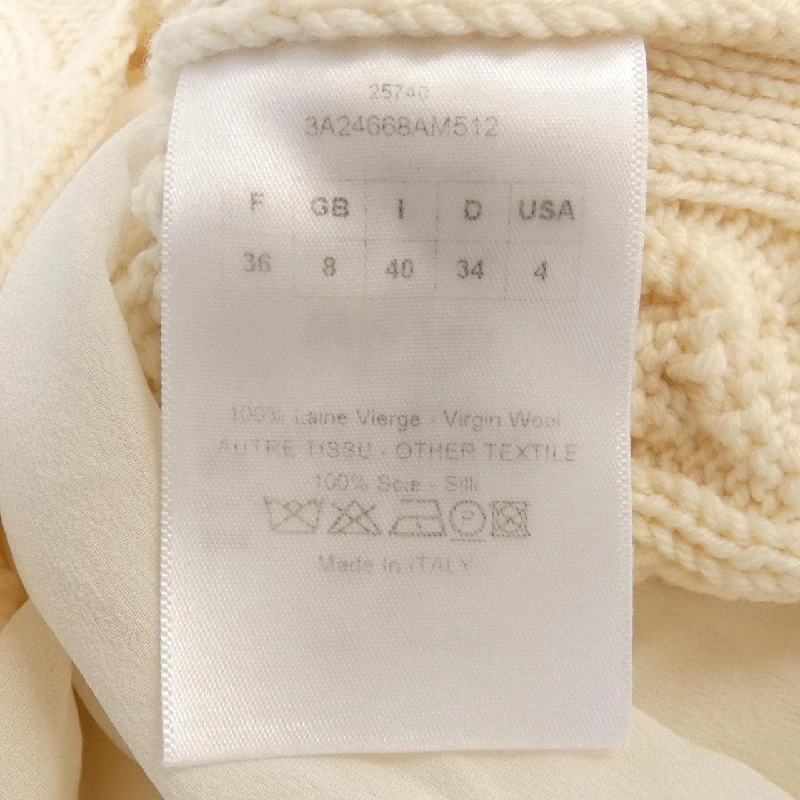 25740
3A24668AM512
F GB I D USA
36 8 40 34 4
100% Laine Vierge - Virgin Wool
AUTRE TISSU - OTHER TEXTILE
100% Soie - Silk
Made in ITALY